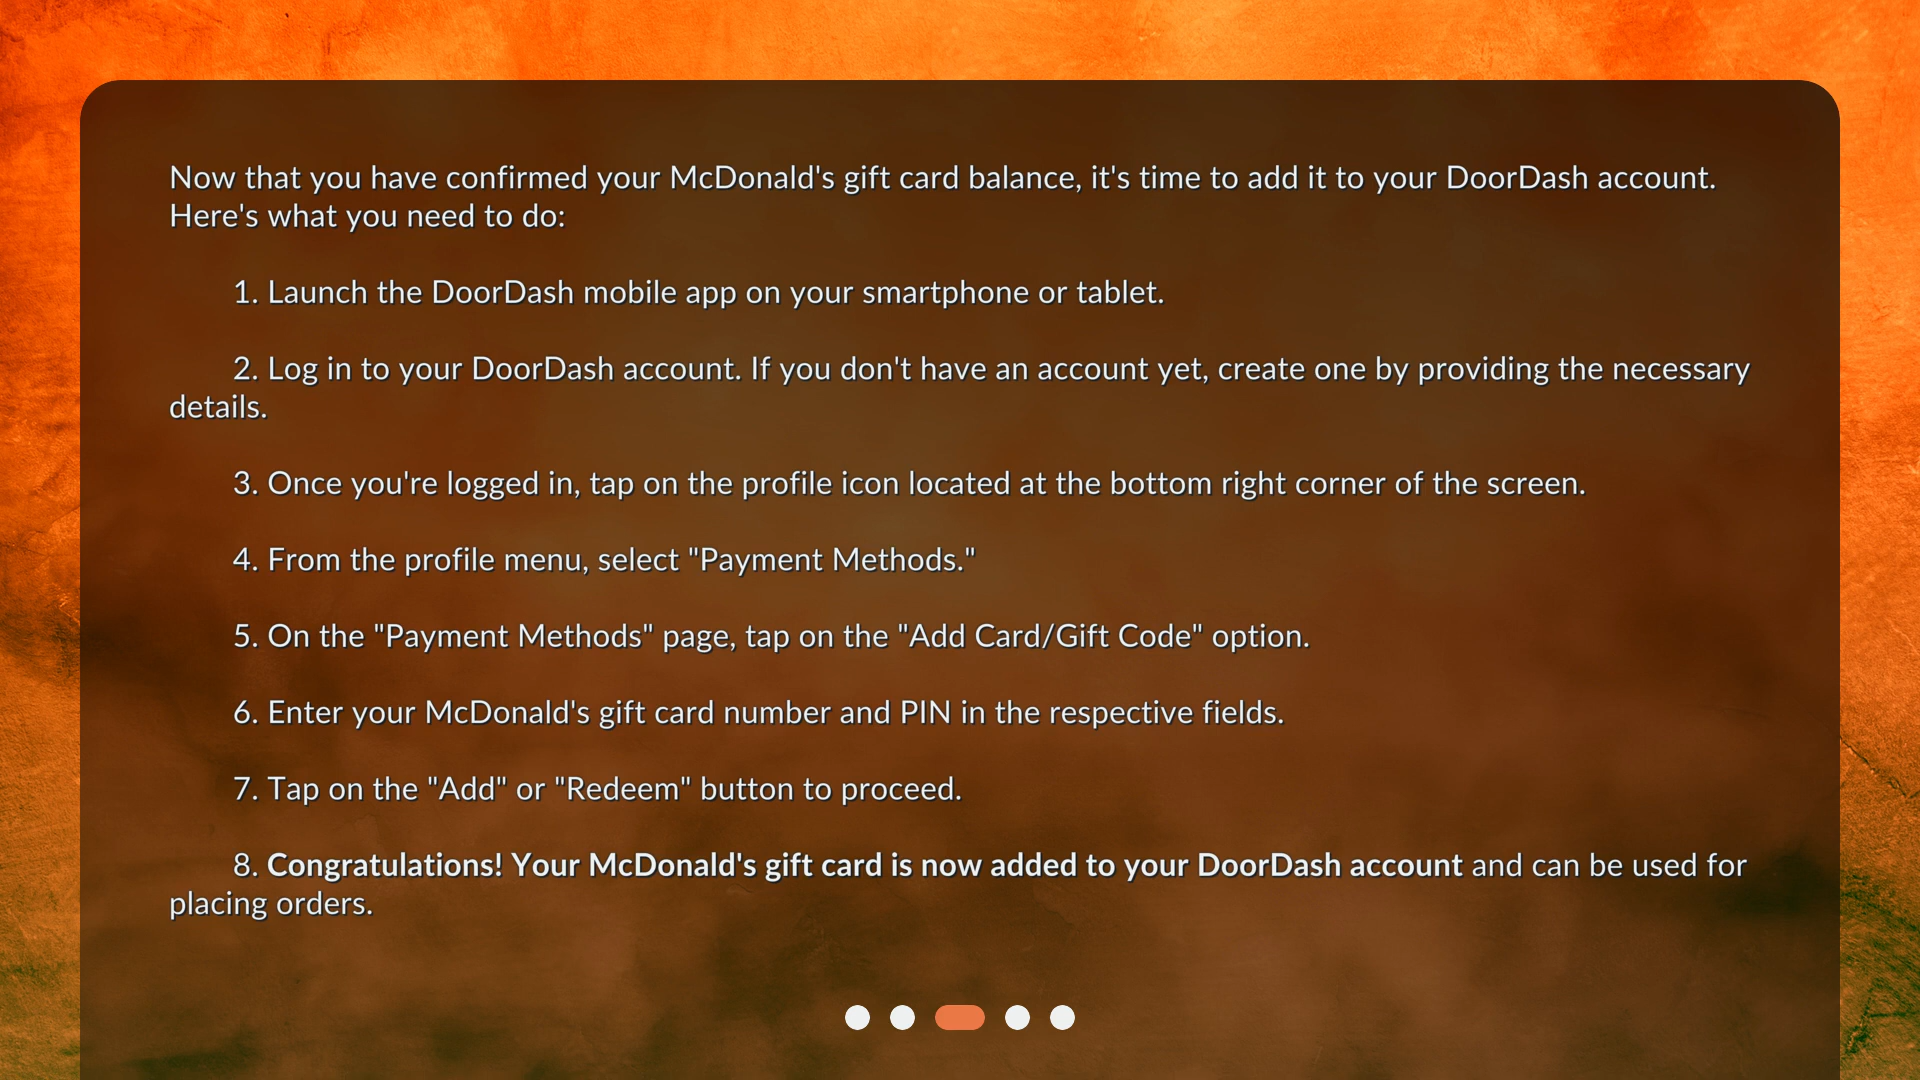 Now that you have confirmed your McDonald's gift card balance, it's time to add it to your DoorDash account.
Here's what you need to do:
1. Launch the DoorDash mobile app on your smartphone or tablet.
2. Log in to your DoorDash account. If you don't have an account yet, create one by providing the necessary
details.
3. Once you're logged in, tap on the profile icon located at the bottom right corner of the screen.
4. From the profile menu, select "Payment Methods."
5. On the "Payment Methods" page, tap on the "Add Card/Gift Code" option.
6. Enter your McDonald's gift card number and PIN in the respective fields.
7. Tap on the "Add" or "Redeem" button to proceed.
8. Congratulations! Your McDonald's gift card is now added to your DoorDash account and can be used for
placing orders.